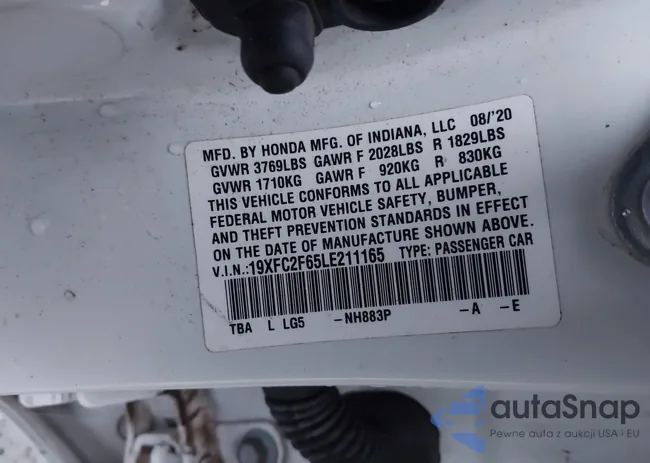 MFD. BY HONDA MFG. OF INDIANA, LLC 08/'20
GVWR 3769LBS GAWR F 2028LBS R 1829LBS
GVWR 1710KG GAWR F 920KG R 830KG
THIS VEHICLE CONFORMS TO ALL APPLICABLE
FEDERAL MOTOR VEHICLE SAFETY, BUMPER,
AND THEFT PREVENTION STANDARDS IN EFFECT
ON THE DATE OF MANUFACTURE SHOWN ABOVE.
V.I.N.:19XFC2F65LE211165 TYPE: PASSENGER CAR
TBA L LG5 -NH883P -A -E
autaSnap
Pewne auta z aukcji USA i EU